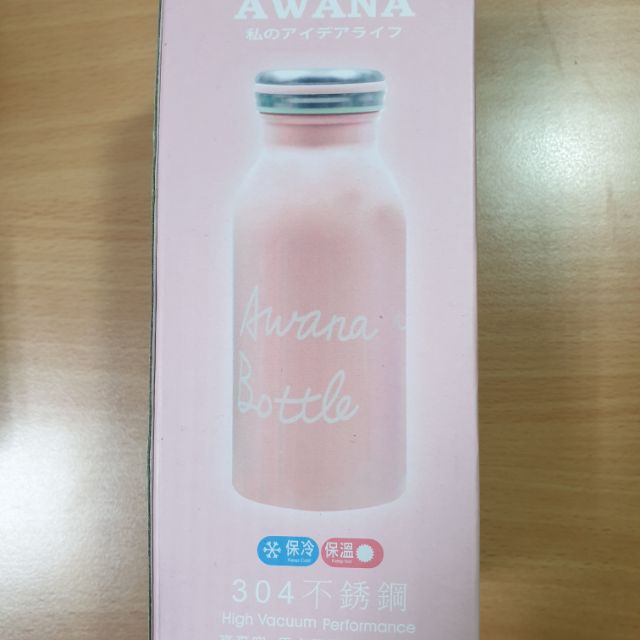 AWANA
私のアイデアライフ
Awana
Bottle
保冷 保溫
304不銹鋼
High Vacuum Performance